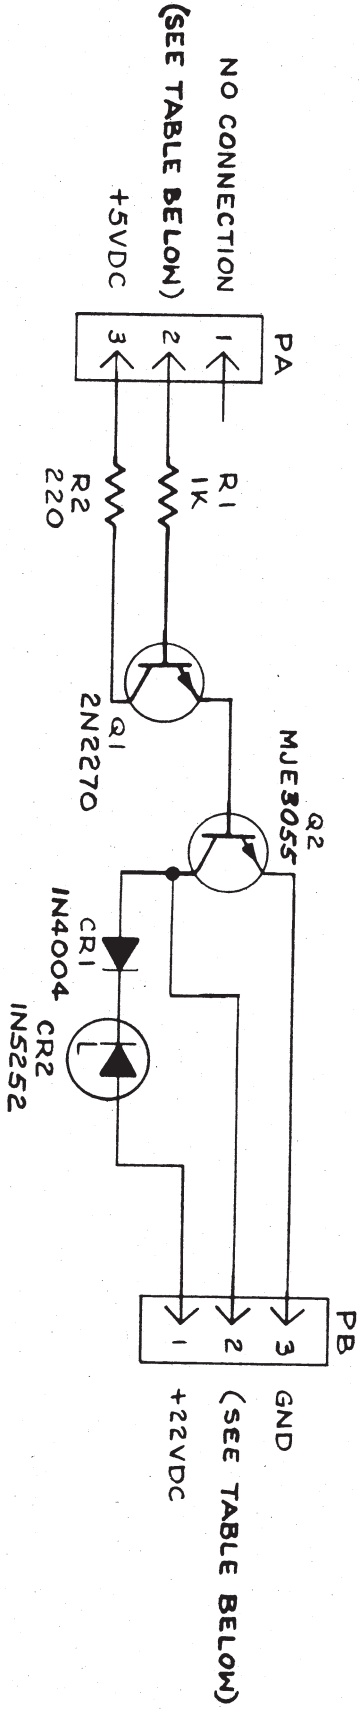 PA
NO CONNECTION
1
(SEE TABLE BELOW)
2
+5VDC
3
R1
1K
R2
220
Q1
2N2270
Q2
MJE3055
CR1
1N4004
CR2
1N5252
PB
3
GND
2
(SEE TABLE BELOW)
1
+22VDC